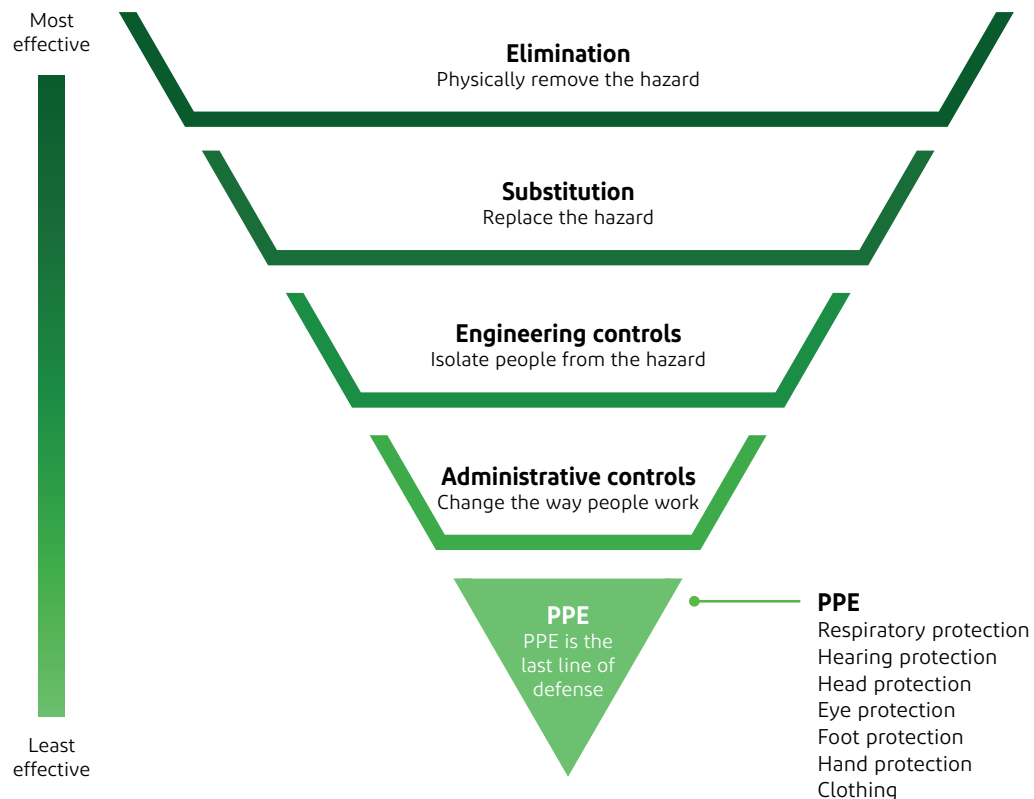 Most
effective
Elimination
Physically remove the hazard
Substitution
Replace the hazard
Engineering controls
Isolate people from the hazard
Administrative controls
Change the way people work
PPE
PPE is the
last line of
defense
PPE
Respiratory protection
Hearing protection
Head protection
Eye protection
Foot protection
Hand protection
Clothing
Least
effective